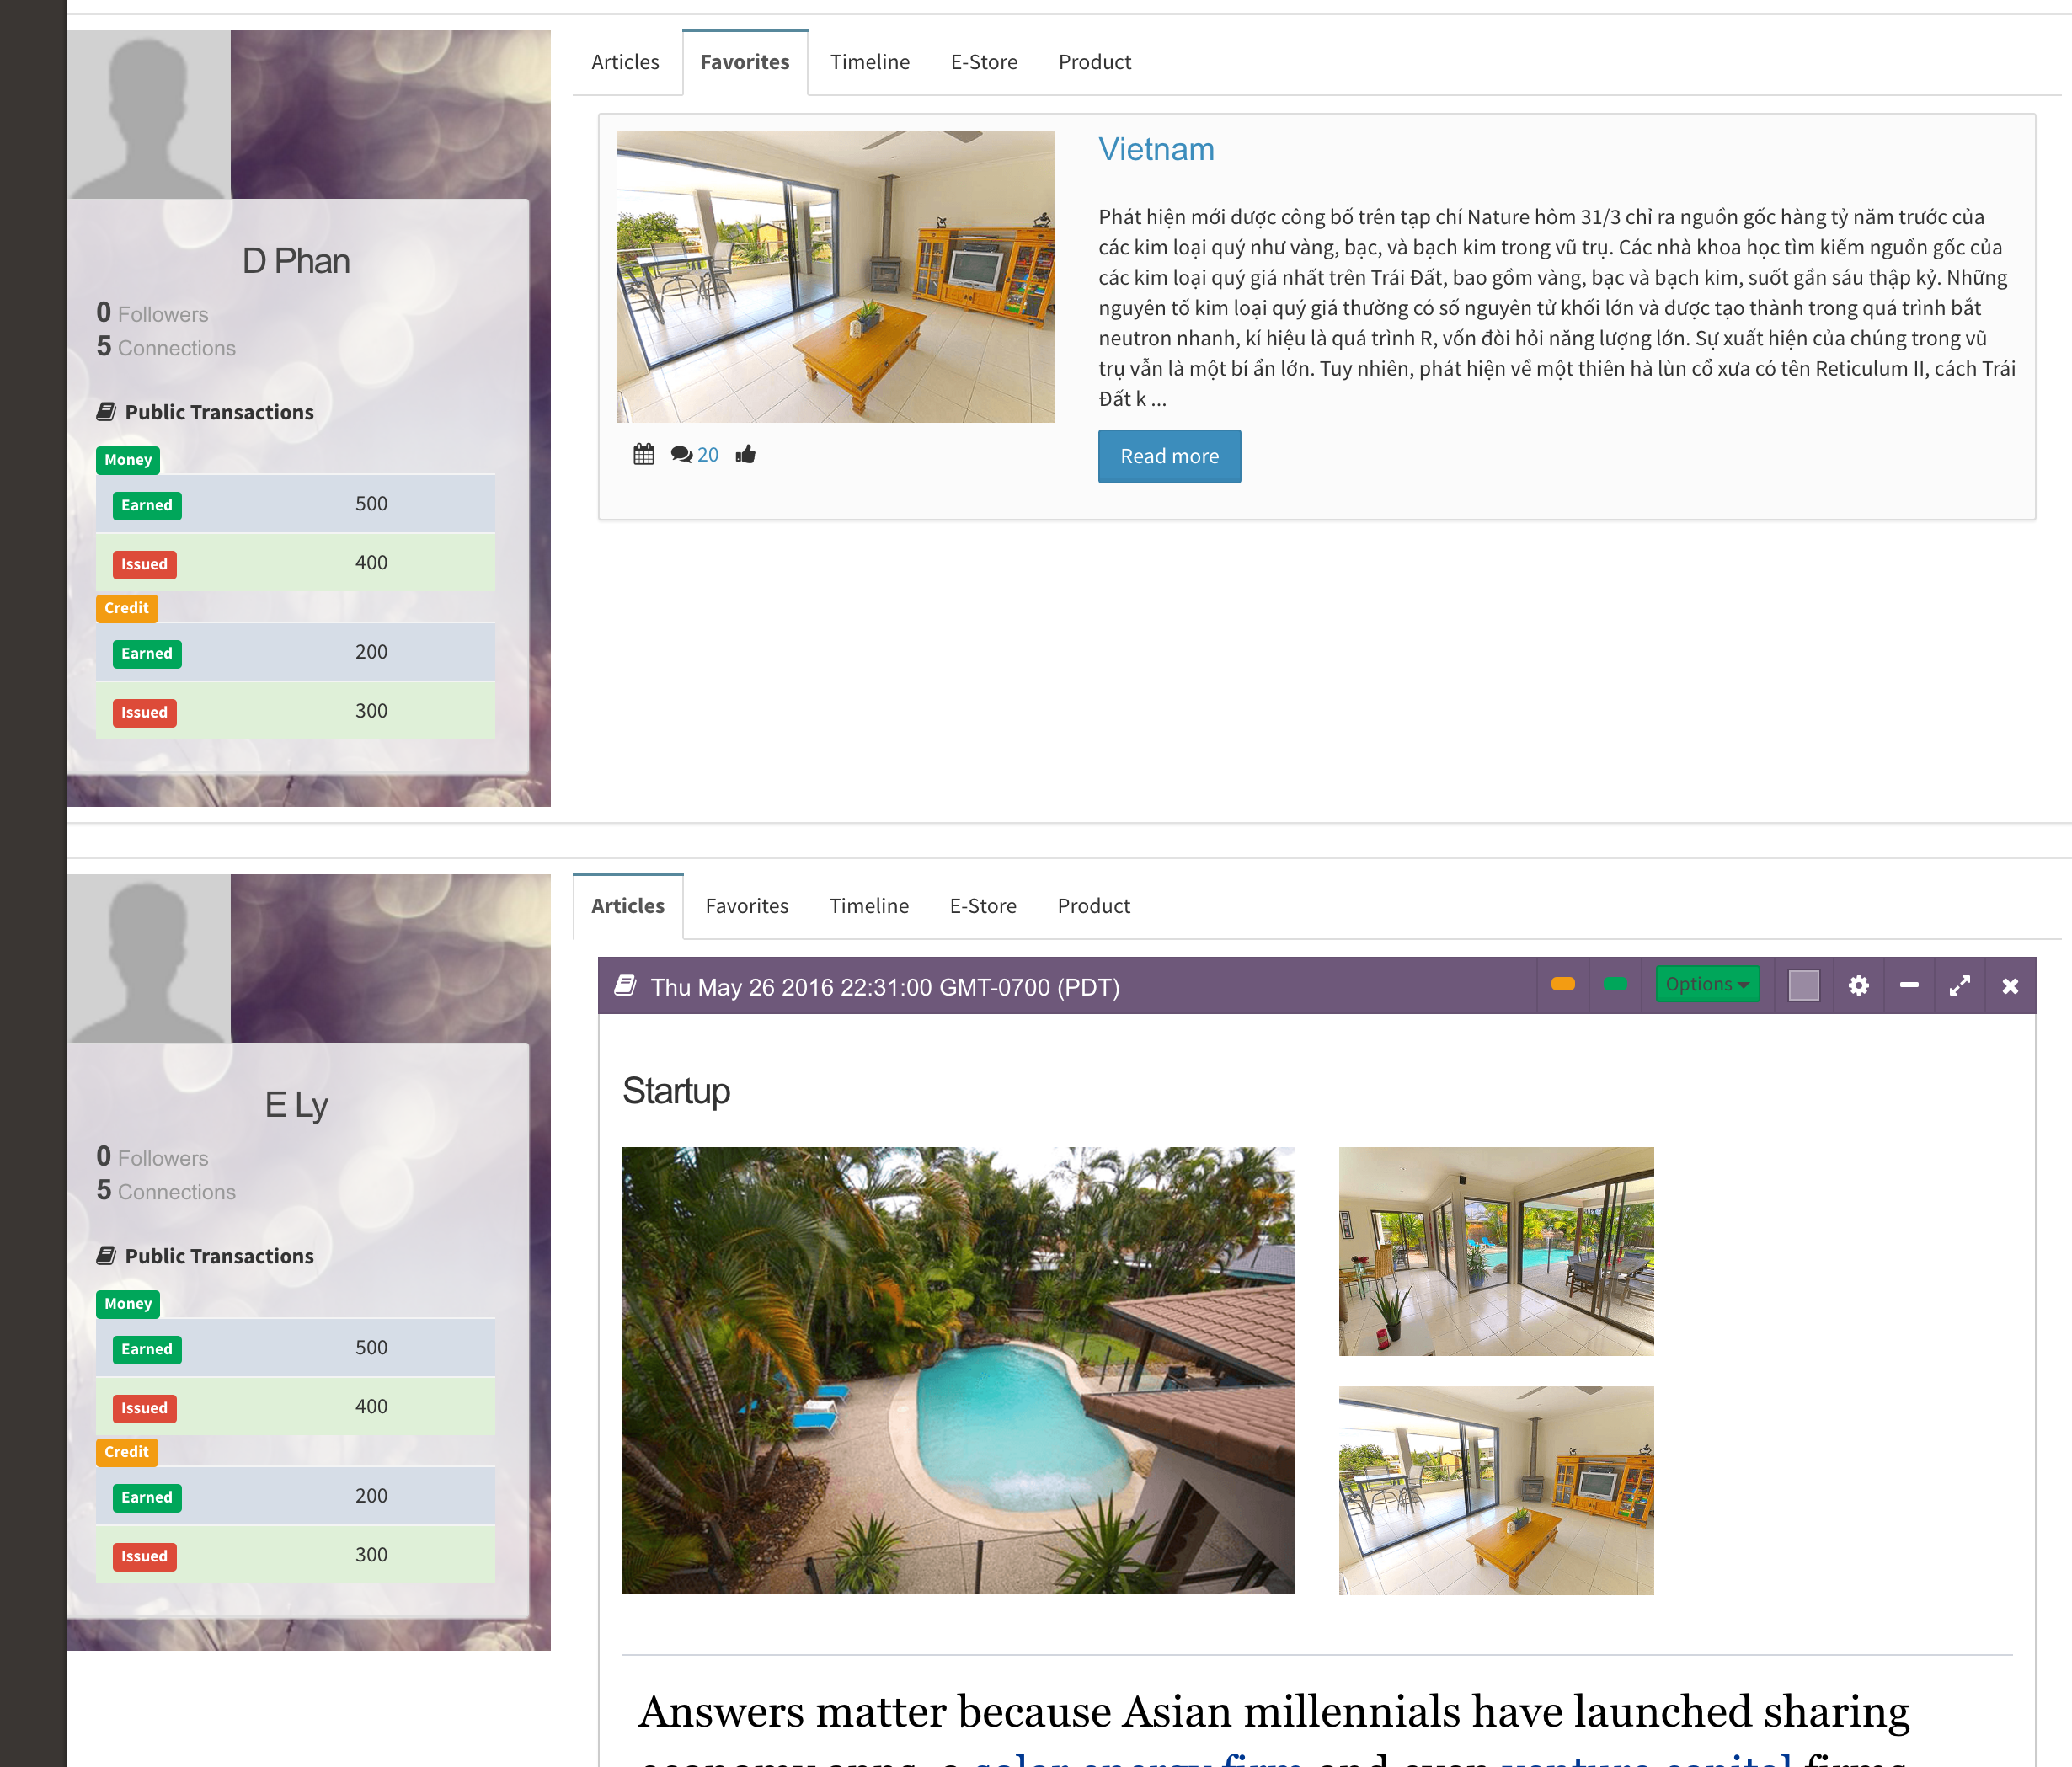 Articles Favorites Timeline E-Store Product
D Phan
0 Followers
5 Connections
Public Transactions
Money
Earned 500
Issued 400
Credit
Earned 200
Issued 300
Vietnam
Phát hiện mới được công bố trên tạp chí Nature hôm 31/3 chỉ ra nguồn gốc hàng tỷ năm trước của
các kim loại quý như vàng, bạc, và bạch kim trong vũ trụ. Các nhà khoa học tìm kiếm nguồn gốc của
các kim loại quý giá nhất trên Trái Đất, bao gồm vàng, bạc và bạch kim, suốt gần sáu thập kỷ. Những
nguyên tố kim loại quý giá thường có số nguyên tử khối lớn và được tạo thành trong quá trình bắt
neutron nhanh, kí hiệu là quá trình R, vốn đòi hỏi năng lượng lớn. Sự xuất hiện của chúng trong vũ
trụ vẫn là một bí ẩn lớn. Tuy nhiên, phát hiện về một thiên hà lùn cổ xưa có tên Reticulum II, cách Trái
Đất k ...
20
Read more
Articles Favorites Timeline E-Store Product
E Ly
0 Followers
5 Connections
Public Transactions
Money
Earned 500
Issued 400
Credit
Earned 200
Issued 300
Thu May 26 2016 22:31:00 GMT-0700 (PDT)
Options
Startup
Answers matter because Asian millennials have launched sharing
economy apps, a solar energy firm and even venture capital firms